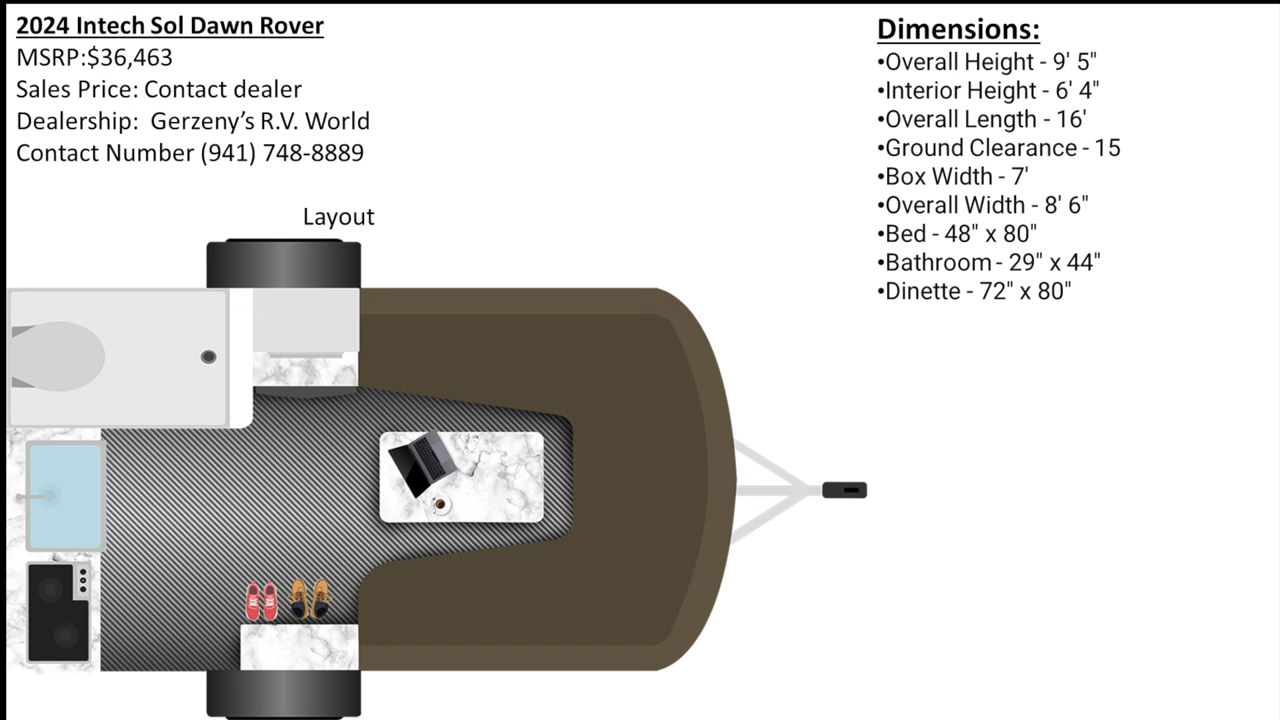 2024 Intech Sol Dawn Rover
MSRP:$36,463
Sales Price: Contact dealer
Dealership:  Gerzeny’s R.V. World
Contact Number (941) 748-8889
Layout
Dimensions:
•Overall Height - 9' 5"
•Interior Height - 6' 4"
•Overall Length - 16'
•Ground Clearance - 15
•Box Width - 7'
•Overall Width - 8' 6"
•Bed - 48" x 80"
•Bathroom - 29" x 44"
•Dinette - 72" x 80"